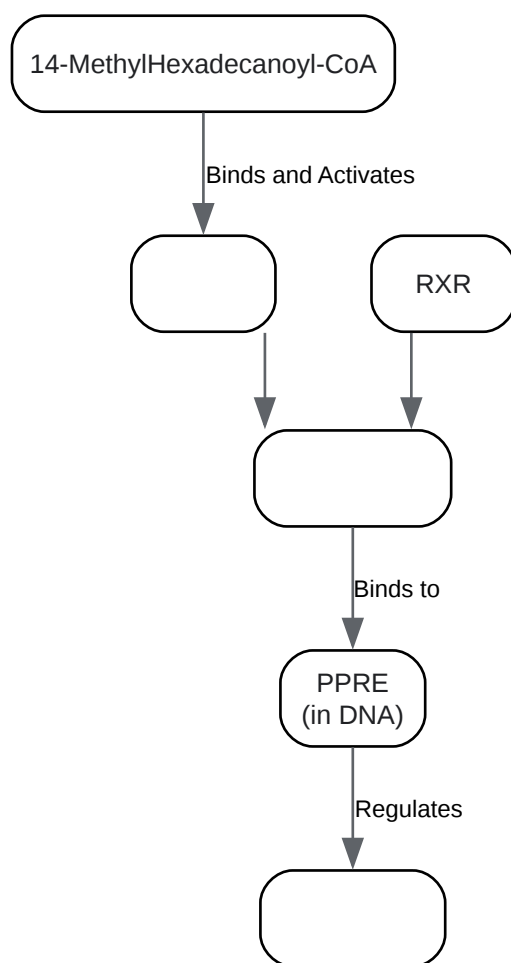 14-MethylHexadecanoyl-CoA
Binds and Activates
RXR
Binds to
PPRE
(in DNA)
Regulates